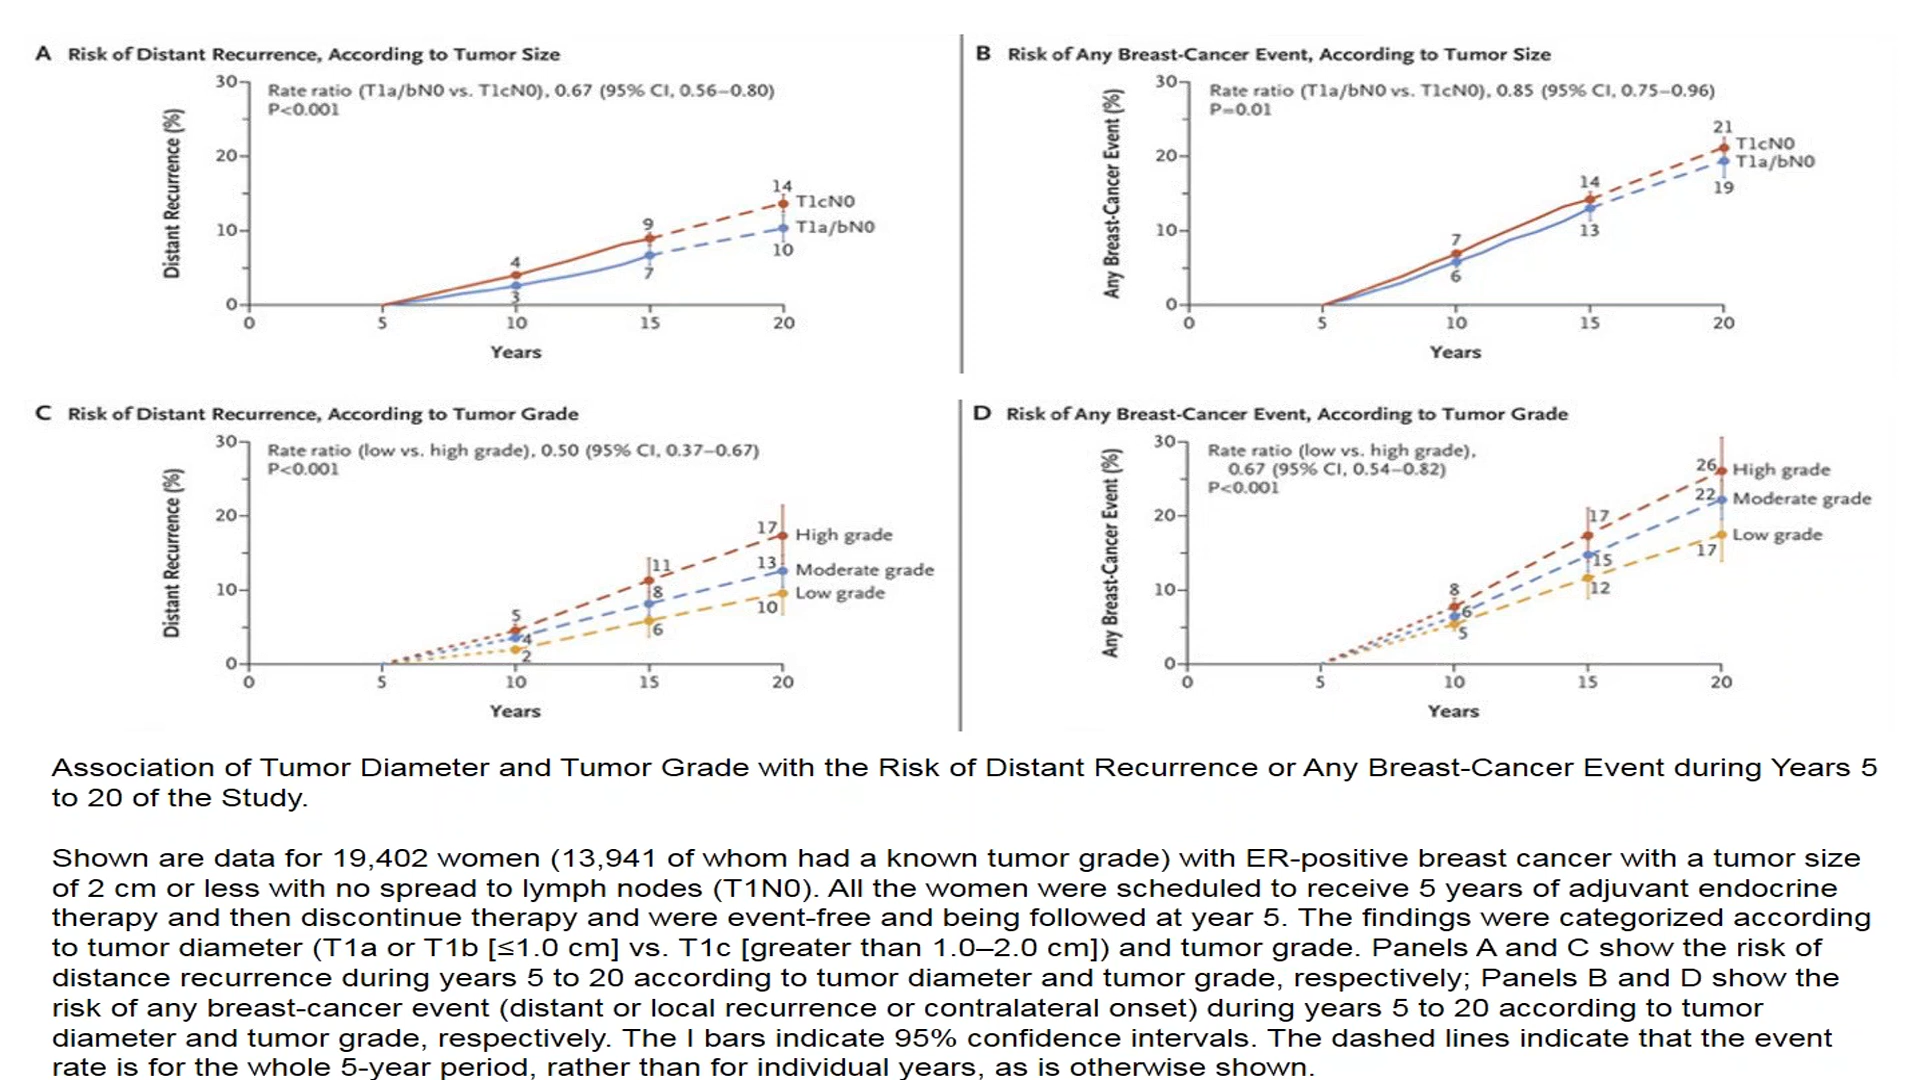 A Risk of Distant Recurrence, According to Tumor Size
Rate ratio (T1a/bN0 vs. T1cN0), 0.67 (95% CI, 0.56–0.80)
P<0.001
Distant Recurrence (%)
30
20
10
0
14
T1cN0
9
T1a/bN0
10
4
7
3
0 5 10 15 20
Years
B Risk of Any Breast-Cancer Event, According to Tumor Size
Rate ratio (T1a/bN0 vs. T1cN0), 0.85 (95% CI, 0.75–0.96)
P=0.01
Any Breast-Cancer Event (%)
30
20
10
0
21
T1cN0
T1a/bN0
14
19
13
7
6
0 5 10 15 20
Years
C Risk of Distant Recurrence, According to Tumor Grade
Rate ratio (low vs. high grade), 0.50 (95% CI, 0.37–0.67)
P<0.001
Distant Recurrence (%)
30
20
10
0
17 High grade
11
13 Moderate grade
8
10 Low grade
5
6
4
2
0 5 10 15 20
Years
D Risk of Any Breast-Cancer Event, According to Tumor Grade
Rate ratio (low vs. high grade),
0.67 (95% CI, 0.54–0.82)
P<0.001
Any Breast-Cancer Event (%)
30
20
10
0
26 High grade
22 Moderate grade
17
Low grade
17
15
12
8
6
5
0 5 10 15 20
Years
Association of Tumor Diameter and Tumor Grade with the Risk of Distant Recurrence or Any Breast-Cancer Event during Years 5
to 20 of the Study.
Shown are data for 19,402 women (13,941 of whom had a known tumor grade) with ER-positive breast cancer with a tumor size
of 2 cm or less with no spread to lymph nodes (T1N0). All the women were scheduled to receive 5 years of adjuvant endocrine
therapy and then discontinue therapy and were event-free and being followed at year 5. The findings were categorized according
to tumor diameter (T1a or T1b [≤1.0 cm] vs. T1c [greater than 1.0–2.0 cm]) and tumor grade. Panels A and C show the risk of
distance recurrence during years 5 to 20 according to tumor diameter and tumor grade, respectively; Panels B and D show the
risk of any breast-cancer event (distant or local recurrence or contralateral onset) during years 5 to 20 according to tumor
diameter and tumor grade, respectively. The I bars indicate 95% confidence intervals. The dashed lines indicate that the event
rate is for the whole 5-year period, rather than for individual years, as is otherwise shown.